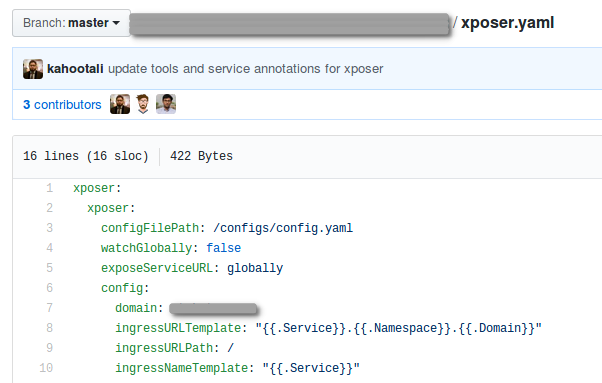 Branch: master / xposer.yaml
kahootali update tools and service annotations for xposer
3 contributors
16 lines (16 sloc) 422 Bytes
1 xposer:
2 xposer:
3 configFilePath: /configs/config.yaml
4 watchGlobally: false
5 exposeServiceURL: globally
6 config:
7 domain:
8 ingressURLTemplate: "{{.Service}}.{{.Namespace}}.{{.Domain}}"
9 ingressURLPath: /
10 ingressNameTemplate: "{{.Service}}"